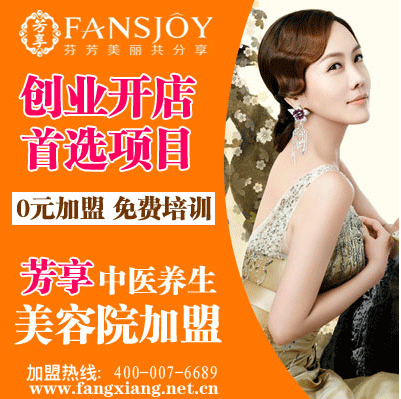 芳享 FANSJOY
芬芳美丽共分享
创业开店
首选项目
0元加盟 免费培训
芳享 中医养生
美容院加盟
加盟热线: 400-007-6689
www.fangxiang.net.cn